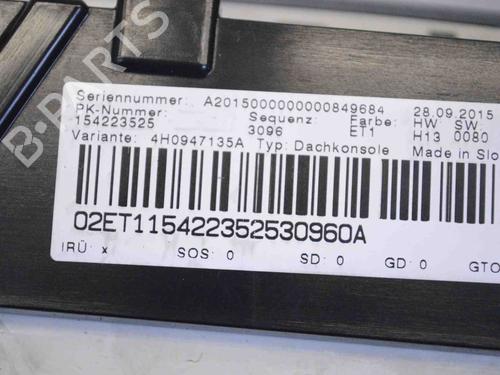 Seriennummer: A2015000000000849684 28.09.2015
PK-Nummer: Sequenz: Farbe: HW SW
154223525 3096 ET1 H13 0080
Variante: 4H0947135A Typ: Dachkonsole Made in Slo
02ET115422352530960A
IRÜ: x SOS: 0 SD: 0 GD: 0 GTO
B-PARTS